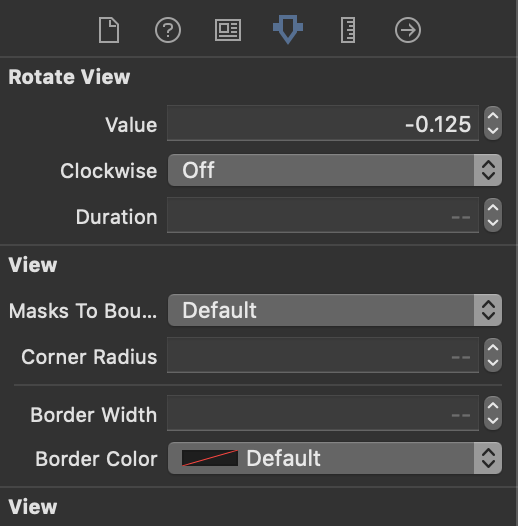 Rotate View
Value -0.125
Clockwise Off
Duration --
View
Masks To Bou... Default
Corner Radius --
Border Width --
Border Color Default
View